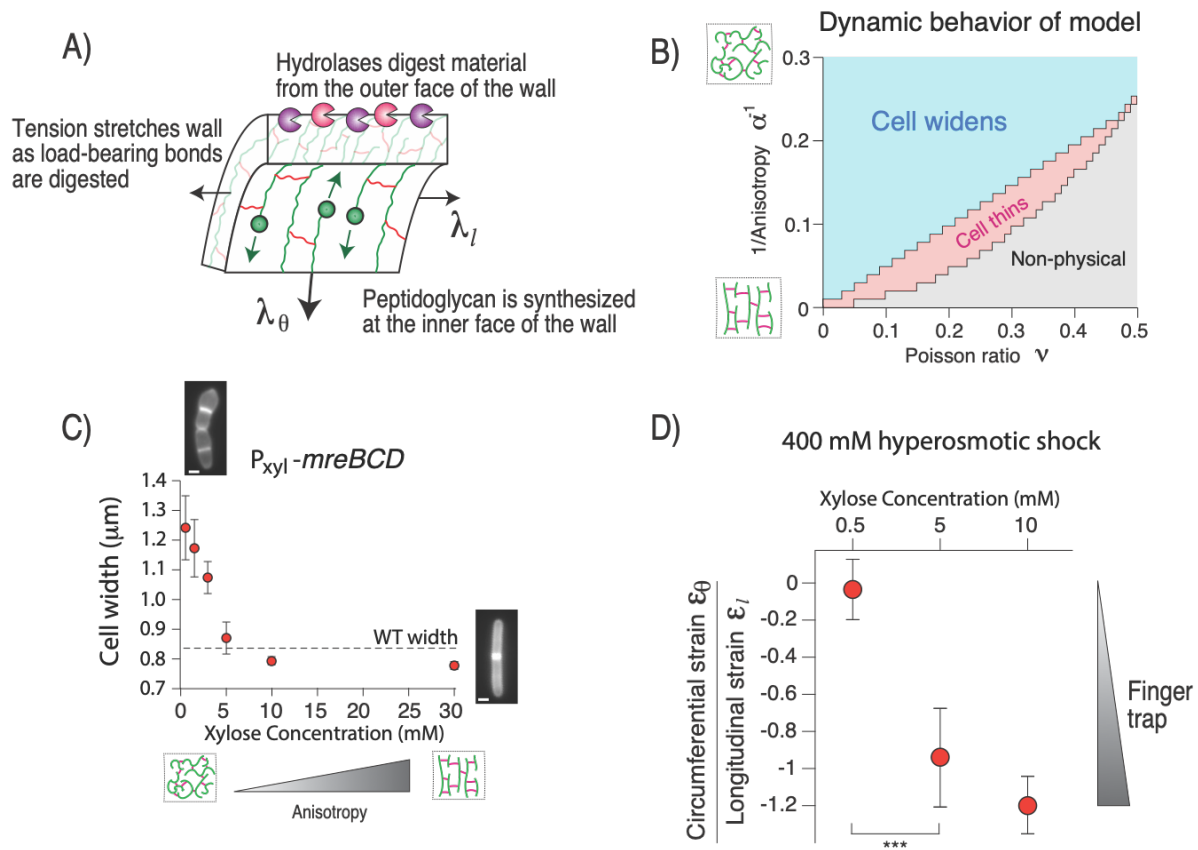 A)
Hydrolases digest material
from the outer face of the wall
Tension stretches wall
as load-bearing bonds
are digested
λl
λθ
Peptidoglycan is synthesized
at the inner face of the wall
B)
Dynamic behavior of model
1/Anisotropy α-1
0.3
0.2
0.1
0
Cell widens
Cell thins
Non-physical
0 0.1 0.2 0.3 0.4 0.5
Poisson ratio ν
C)
Pxyl-mreBCD
Cell width (μm)
1.4
1.3
1.2
1.1
1.0
0.9
0.8
0.7
WT width
0 5 10 15 20 25 30
Xylose Concentration (mM)
Anisotropy
D)
400 mM hyperosmotic shock
Xylose Concentration (mM)
0.5 5 10
Circumferential strain εθ
Longitudinal strain εl
0
-0.2
-0.4
-0.6
-0.8
-1
-1.2
***
Finger
trap